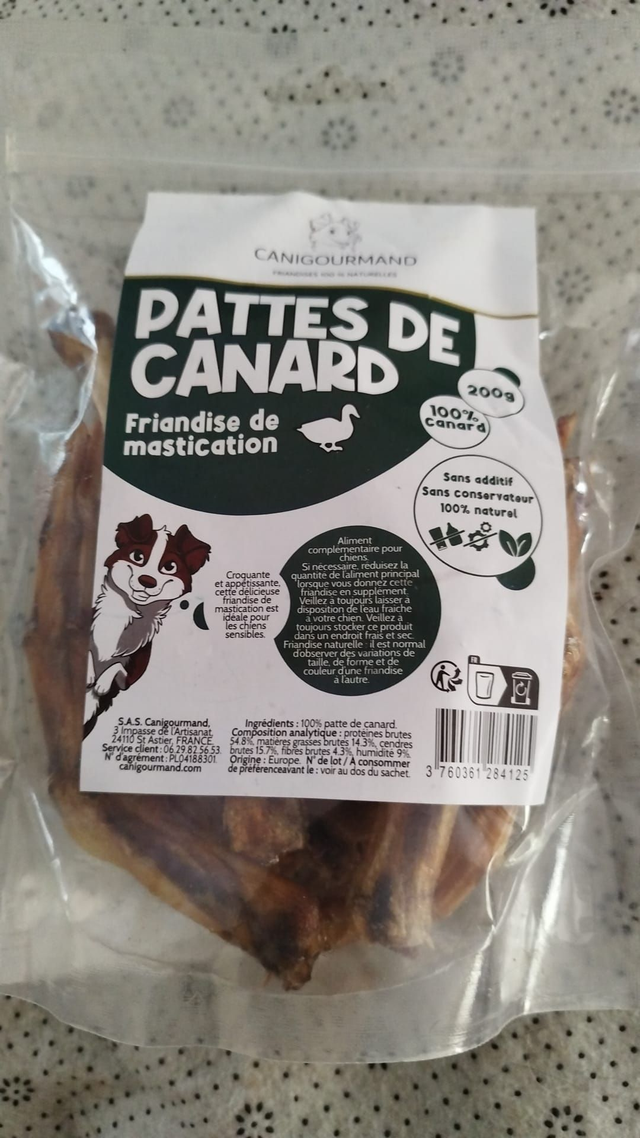 CANIGOURMAND
FRIANDISES 100 % NATURELLES
PATTES DE
CANARD
Friandise de
mastication
200g
100%
canard
Sans additif
Sans conservateur
100% naturel
Croquante
et appétissante,
cette délicieuse
friandise de
mastication est
idéale pour
les chiens
sensibles.
Aliment
complémentaire pour
chiens.
Si nécessaire, réduisez la
quantité de l'aliment principal
lorsque vous donnez cette
friandise en supplément.
Veillez à toujours laisser à
disposition de l'eau fraîche
à votre chien. Veillez à
toujours stocker ce produit
dans un endroit frais et sec.
Friandise naturelle : il est normal
d'observer des variations de
taille, de forme et de
couleur d'une friandise
à l'autre.
FR
S.A.S. Canigourmand,
3 Impasse de l'Artisanat,
24110 St Astier, FRANCE
Service client : 06.29.82.56.53.
N° d'agrément : PL04188301.
canigourmand.com
Ingrédients : 100% patte de canard.
Composition analytique : protéines brutes
54.8%, matières grasses brutes 14.3%, cendres
brutes 15.7%, fibres brutes 4.3%, humidité 9%.
Origine : Europe. N° de lot / A consommer
de préférenceavant le : voir au dos du sachet.
3 760361 284125